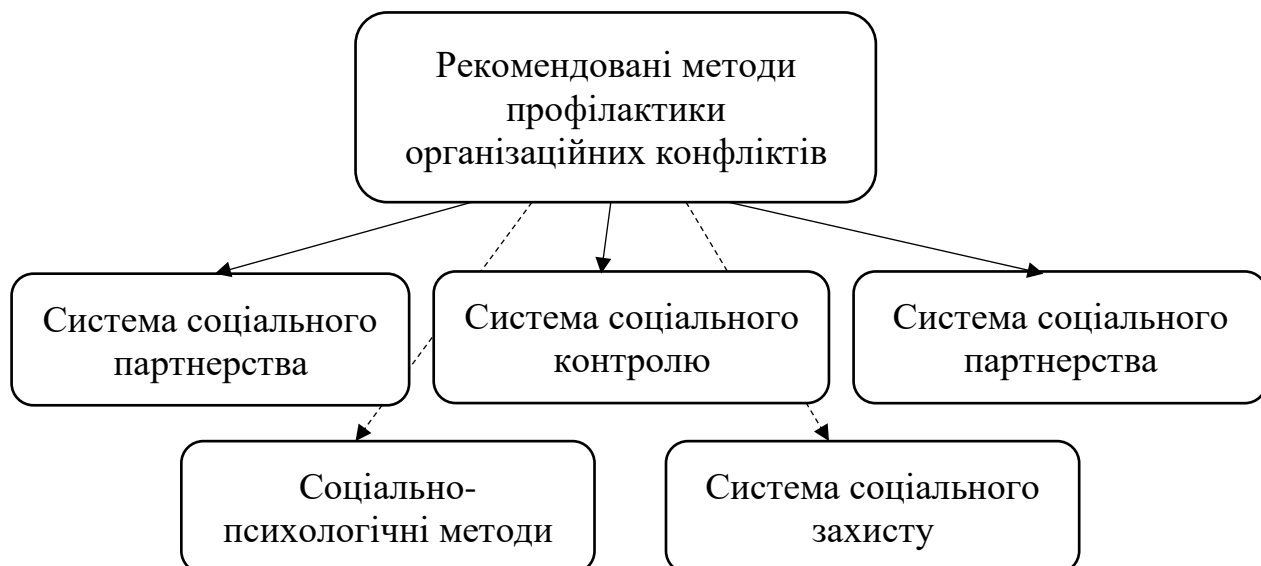 Рекомендовані методи
профілактики
організаційних конфліктів
Система соціального
партнерства
Система соціального
контролю
Система соціального
партнерства
Соціально-
психологічні методи
Система соціального
захисту